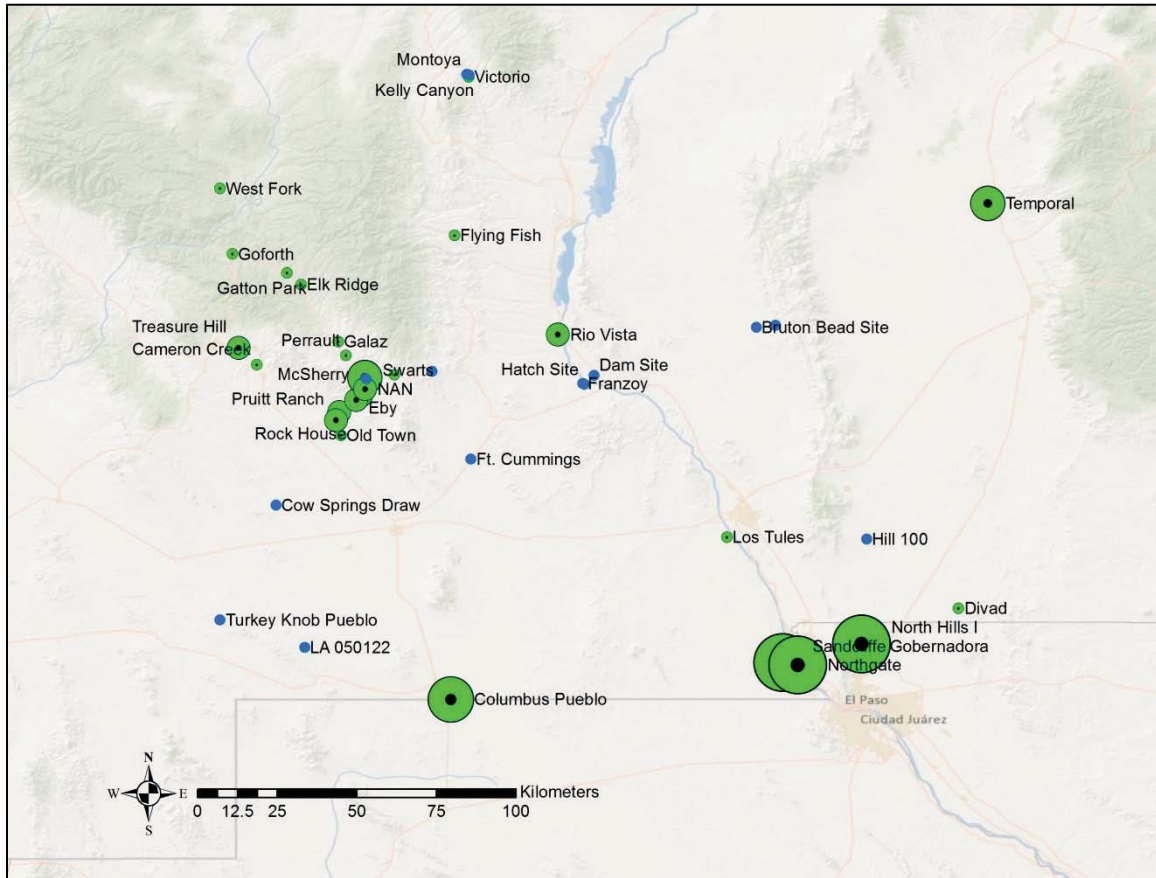 Montoya
Victorio
Kelly Canyon
West Fork
Temporal
Flying Fish
Goforth
Gatton Park
Elk Ridge
Treasure Hill
Perrault
Galaz
Rio Vista
Bruton Bead Site
Cameron Creek
McSherry
Swarts
Hatch Site
Dam Site
Franzoy
NAN
Pruitt Ranch
Eby
Rock House
Old Town
Ft. Cummings
Cow Springs Draw
Los Tules
Hill 100
Divad
Turkey Knob Pueblo
North Hills I
LA 050122
Sandcliffe Gobernadora
Northgate
Columbus Pueblo
El Paso
Ciudad Juárez
N
W E
S
Kilometers
0 12.5 25 50 75 100